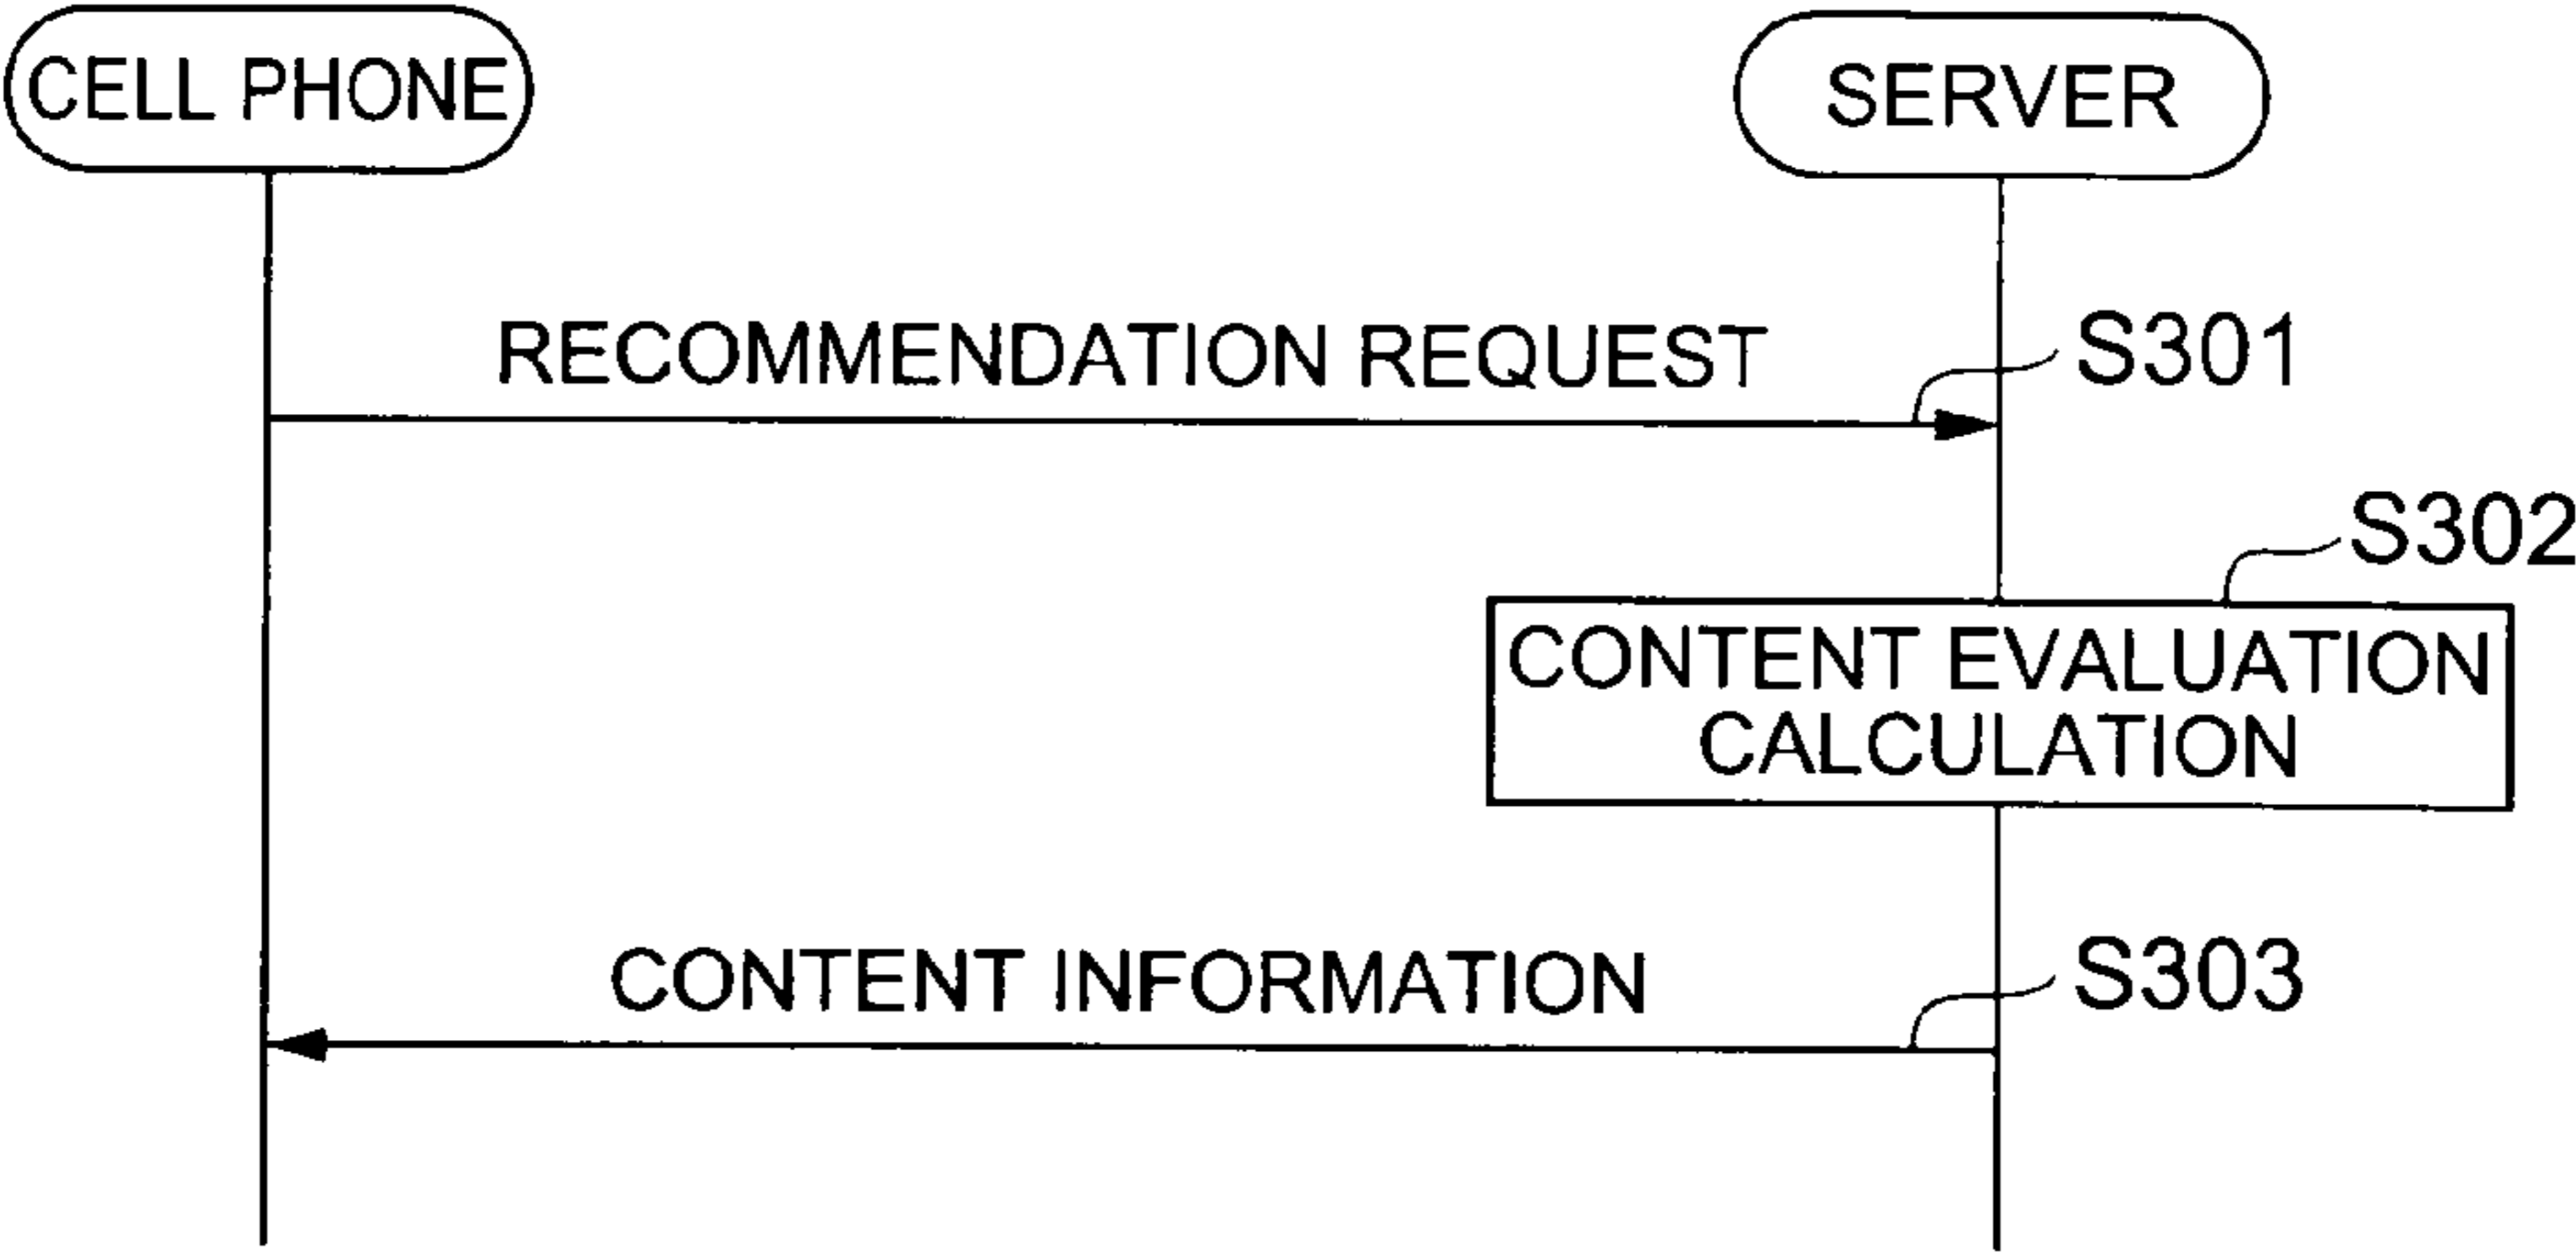 CELL PHONE
SERVER
RECOMMENDATION REQUEST
S301
S302
CONTENT EVALUATION
CALCULATION
CONTENT INFORMATION
S303